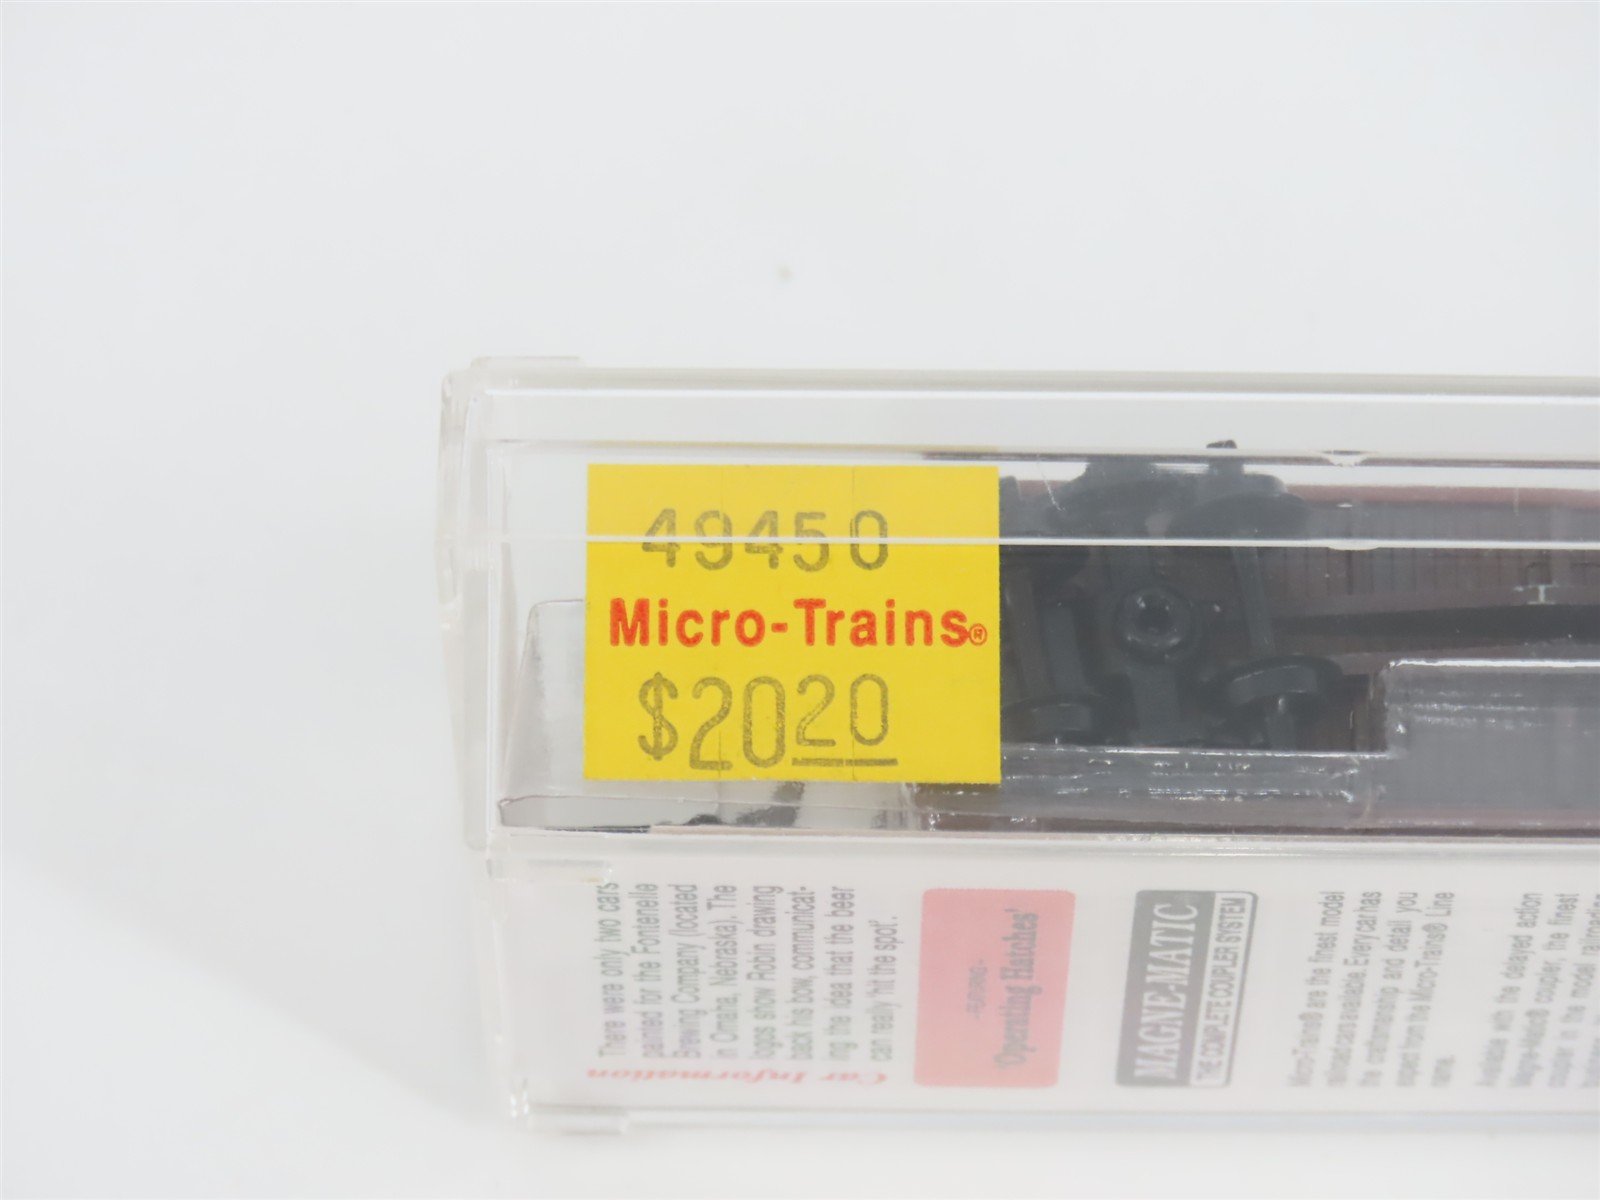 49450
Micro-Trains®
$20.20
Car Information
There were only two cars
painted for the Fontenelle
Brewing Company (located
in Omaha, Nebraska). The
logos show Robin drawing
back his bow, communicat-
ing the idea that the beer
can really 'hit the spot'.
-FEATURING-
'Operating Hatches'
MAGNE-MATIC
THE COMPLETE COUPLER SYSTEM
Micro-Trains® are the finest model
railroad cars available. Every car has
the craftsmanship and detail you
expect from the Micro-Trains® Line
name.
Available with the delayed action
Magne-Matic® coupler, the finest
coupler in the model railroading